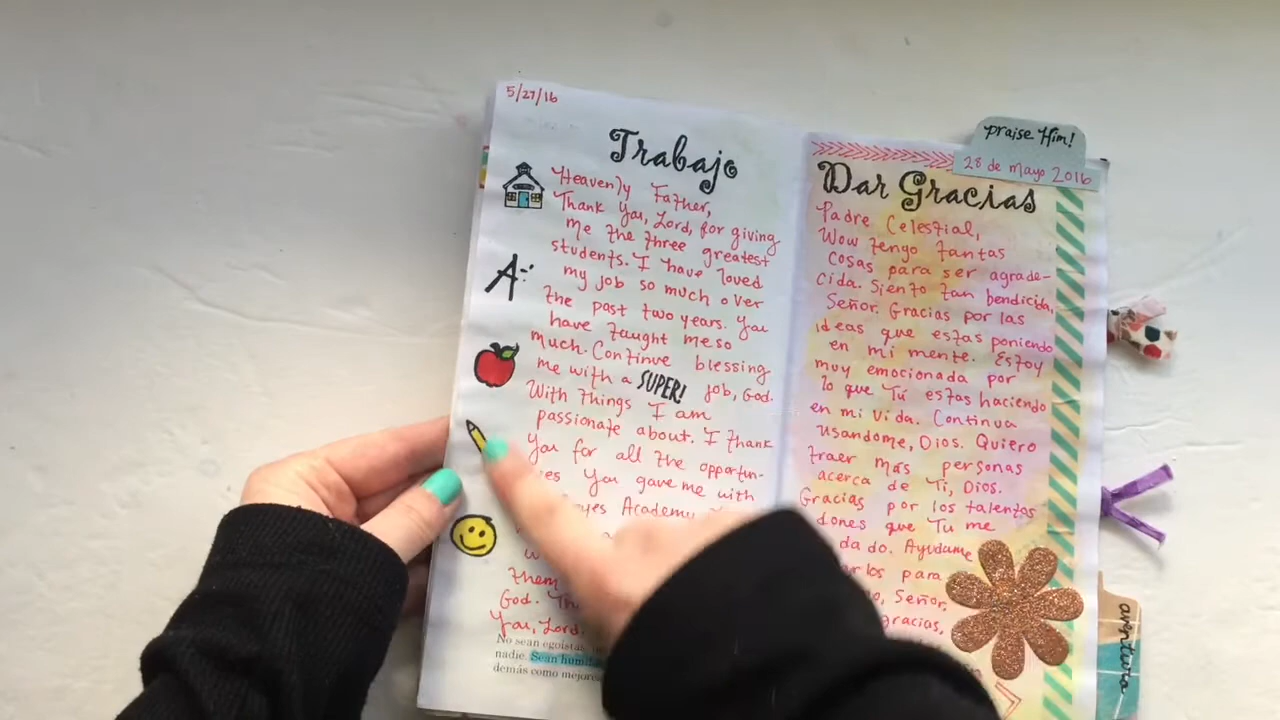 5/27/16
Trabajo
Heavenly Father,
Thank You, Lord, for giving
me the three greatest
students. I have loved
my job so much over
the past two years. You
have taught me so
much. Continue blessing
me with a SUPER! job, God.
With things I am
passionate about. I thank
You for all the opportun-
You gave me with
Academy
them
God.
You, Lord.
No sean egoístas
nadie. Sean
demás como mejores
A+
praise Him!
28 de mayo 2016
Dar Gracias
Padre Celestial,
Wow tengo tantas
cosas para ser agrade-
cida. Siento tan bendicida,
Señor. Gracias por las
ideas que estas poniendo
en mi mente. Estoy
muy emocionada por
lo que Tú estas haciendo
en mi vida. Continua
usandome, Dios. Quiero
traer más personas
acerca de Ti, Dios.
Gracias por los talentos
dones que Tu me
dado. Ayudame
para
Señor,
gracias,
aventura